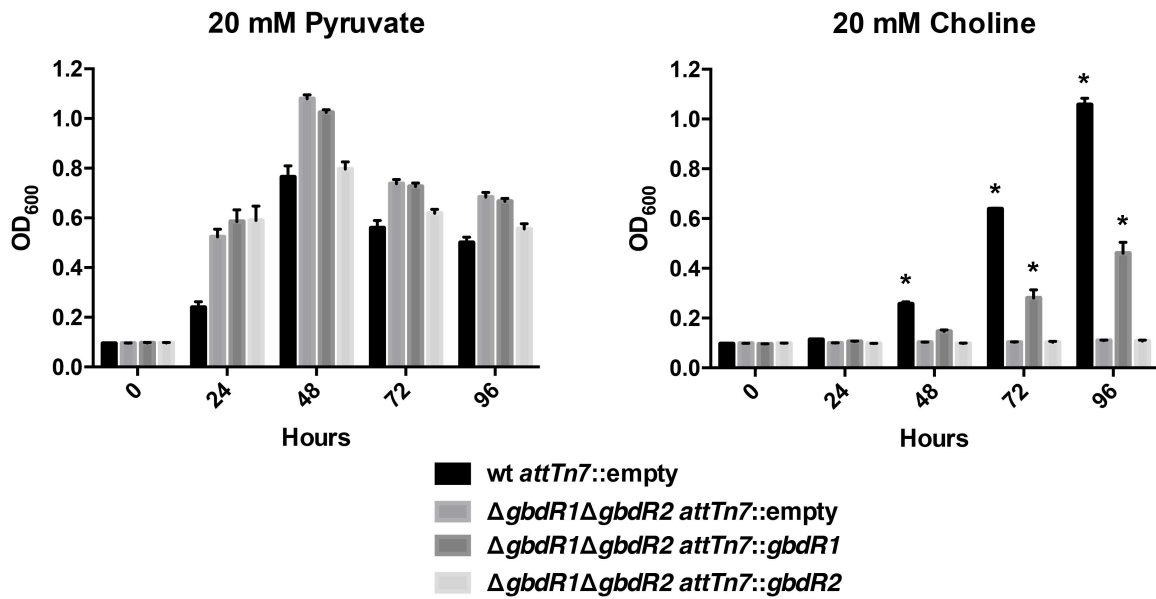 20 mM Pyruvate
20 mM Choline
OD600
1.2
1.0
0.8
0.6
0.4
0.2
0.0
0
24
48
72
96
Hours
OD600
1.2
1.0
0.8
0.6
0.4
0.2
0.0
*
*
*
*
*
0
24
48
72
96
Hours
wt attTn7::empty
ΔgbdR1ΔgbdR2 attTn7::empty
ΔgbdR1ΔgbdR2 attTn7::gbdR1
ΔgbdR1ΔgbdR2 attTn7::gbdR2